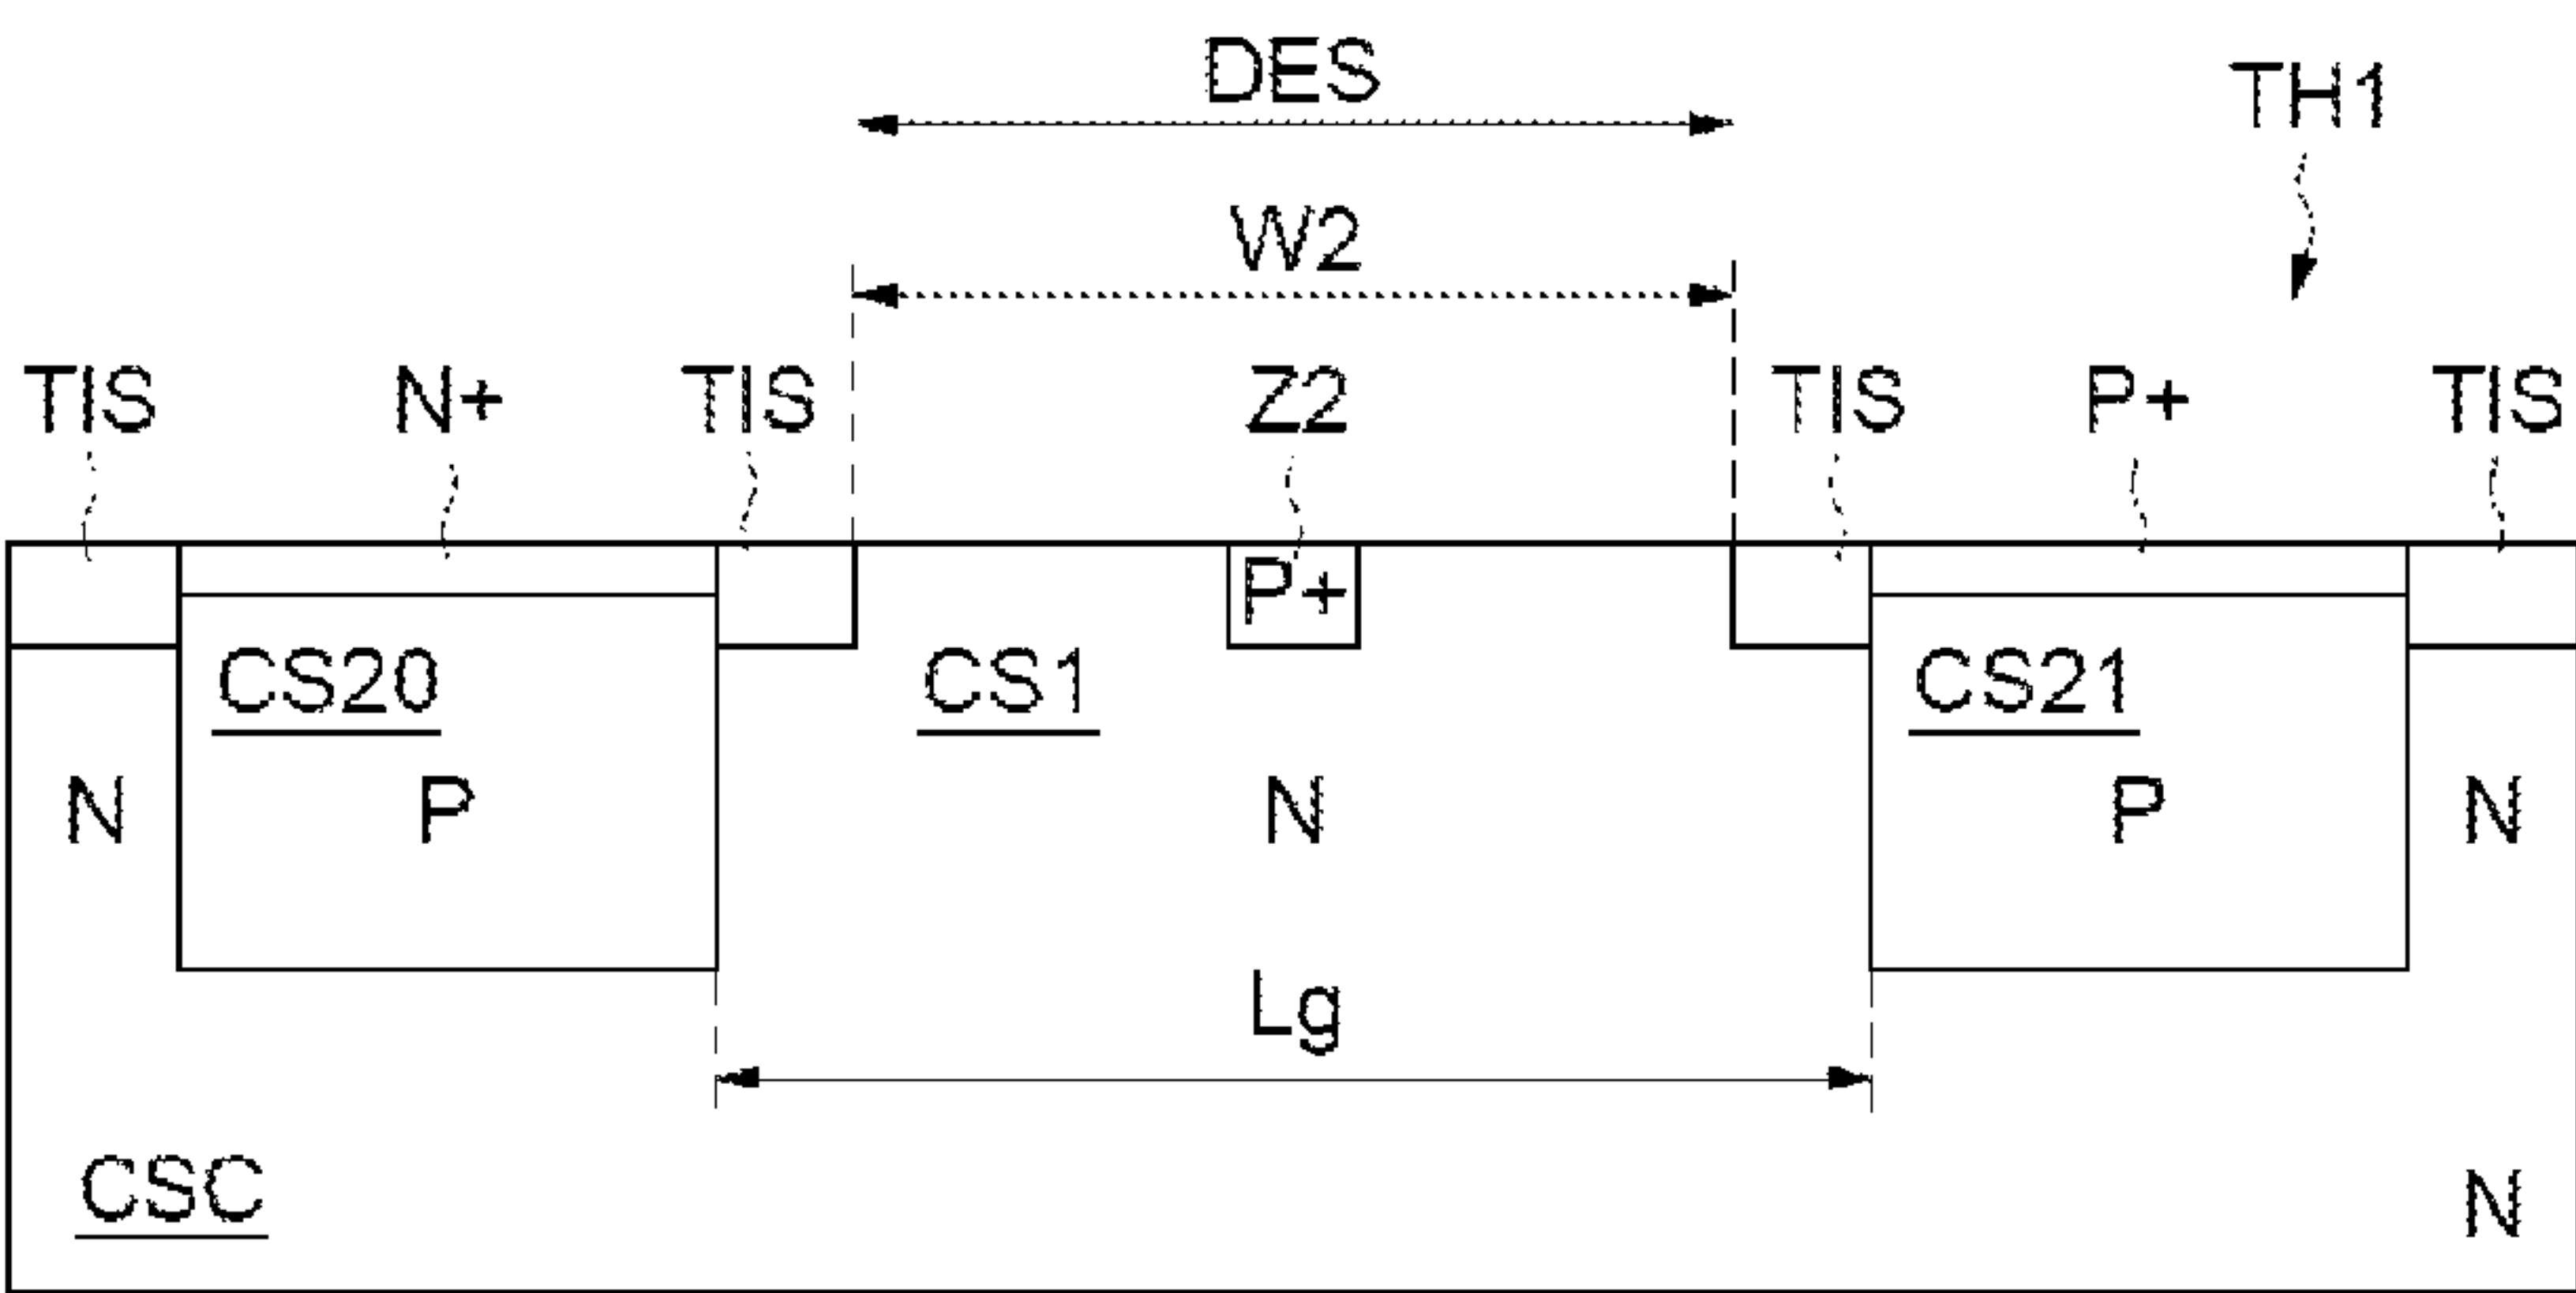 DES
TH1
W2
TIS N+ TIS Z2 TIS P+ TIS
P+
CS20 CS1 CS21
N P N P N
Lg
CSC N